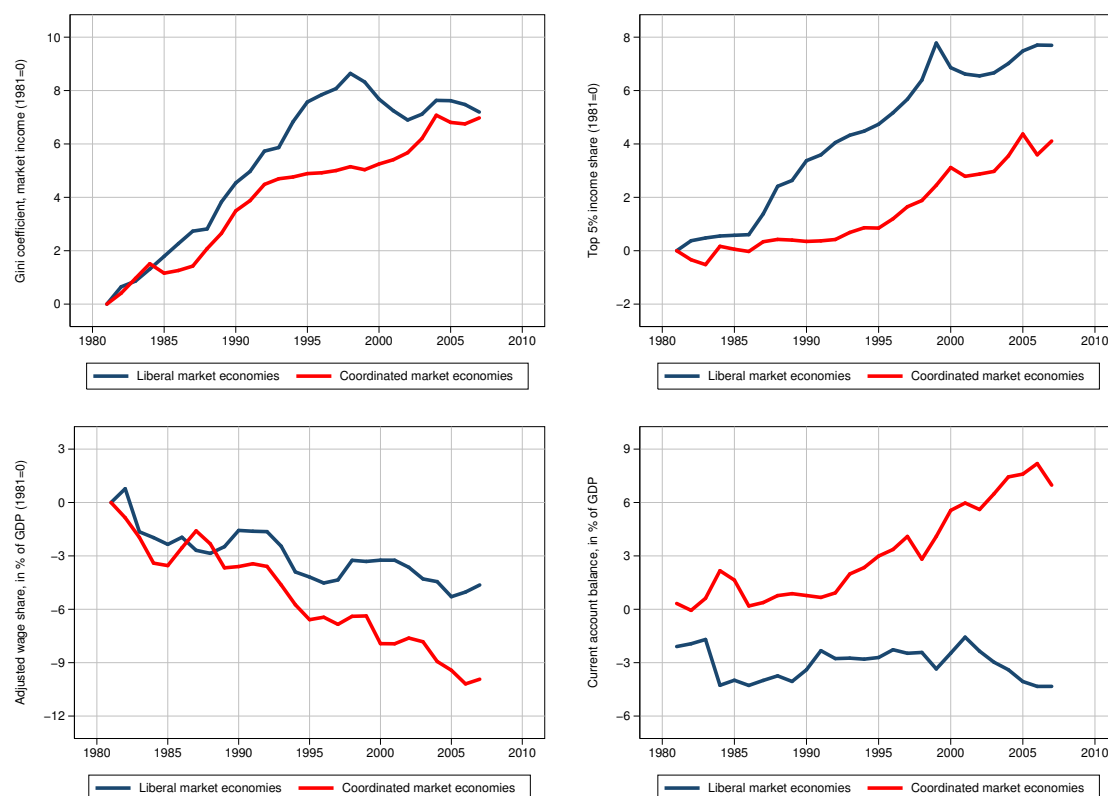 Gini coefficient, market income (1981=0)
10
8
6
4
2
0
1980 1985 1990 1995 2000 2005 2010
Liberal market economies Coordinated market economies
Top 5% income share (1981=0)
8
6
4
2
0
−2
1980 1985 1990 1995 2000 2005 2010
Liberal market economies Coordinated market economies
Adjusted wage share, in % of GDP (1981=0)
3
0
−3
−6
−9
−12
1980 1985 1990 1995 2000 2005 2010
Liberal market economies Coordinated market economies
Current account balance, in % of GDP
9
6
3
0
−3
−6
1980 1985 1990 1995 2000 2005 2010
Liberal market economies Coordinated market economies